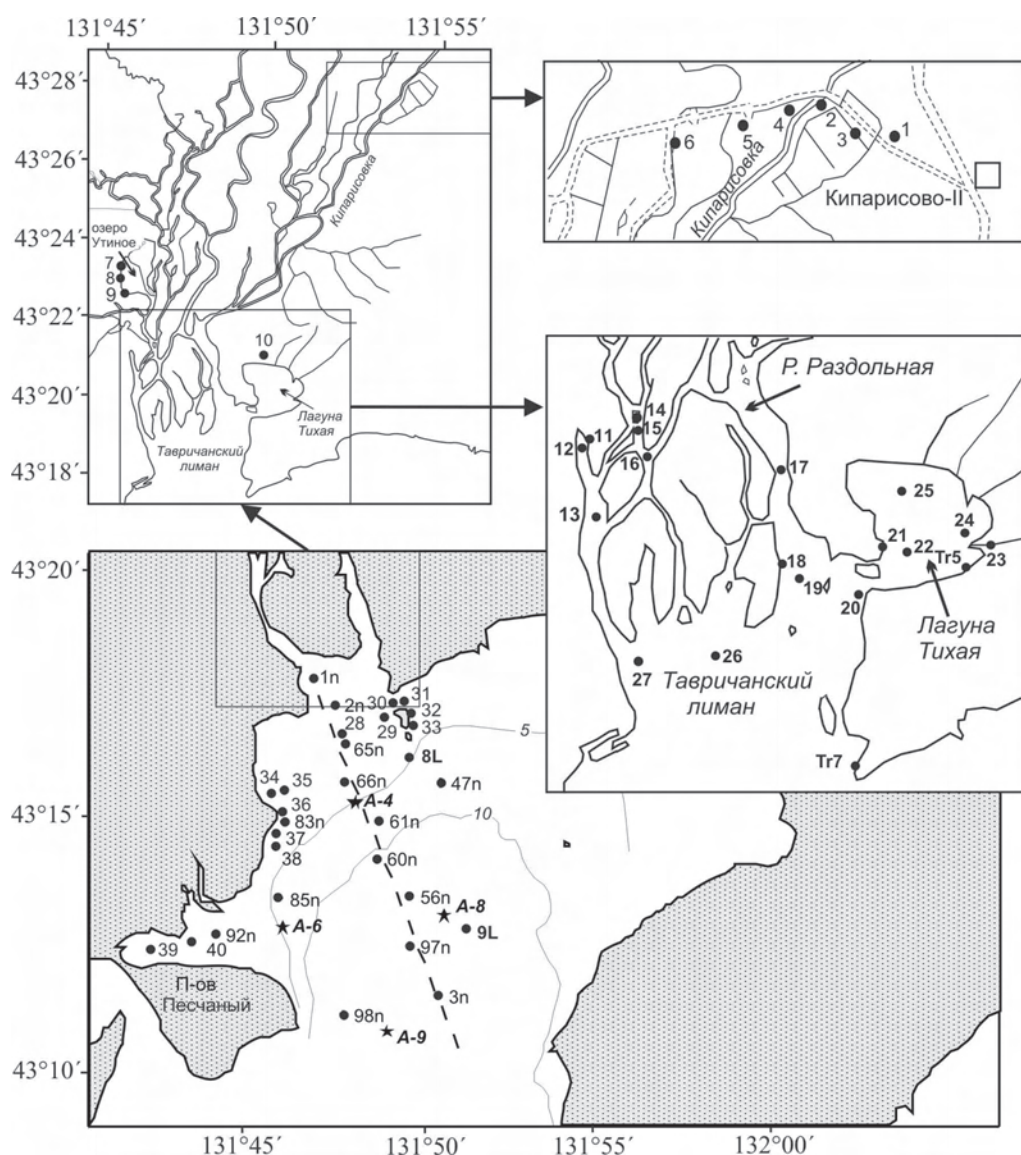 131°45′ 131°50′ 131°55′
43°28′
43°26′
43°24′
43°22′
43°20′
43°18′
Кипарисовка
озеро
Утиное
7
8
9
10
Лагуна
Тихая
Тавричанский
лиман
6 5 4 2 3 1
Кипарисовка
Кипарисово-II
Р. Раздольная
14
15
11
12
16
17
13
25
24
21
22
Tr5
23
18
19
20
Лагуна
Тихая
26
27
Тавричанский
лиман
Tr7
43°20′
43°15′
43°10′
1n
2n
30
31
32
28
29
33
65n
8L
5
34
35
66n
47n
A-4
36
83n
61n
10
37
38
60n
85n
56n
A-8
A-6
9L
92n
97n
39
40
П-ов
Песчаный
3n
98n
A-9
131°45′ 131°50′ 131°55′ 132°00′